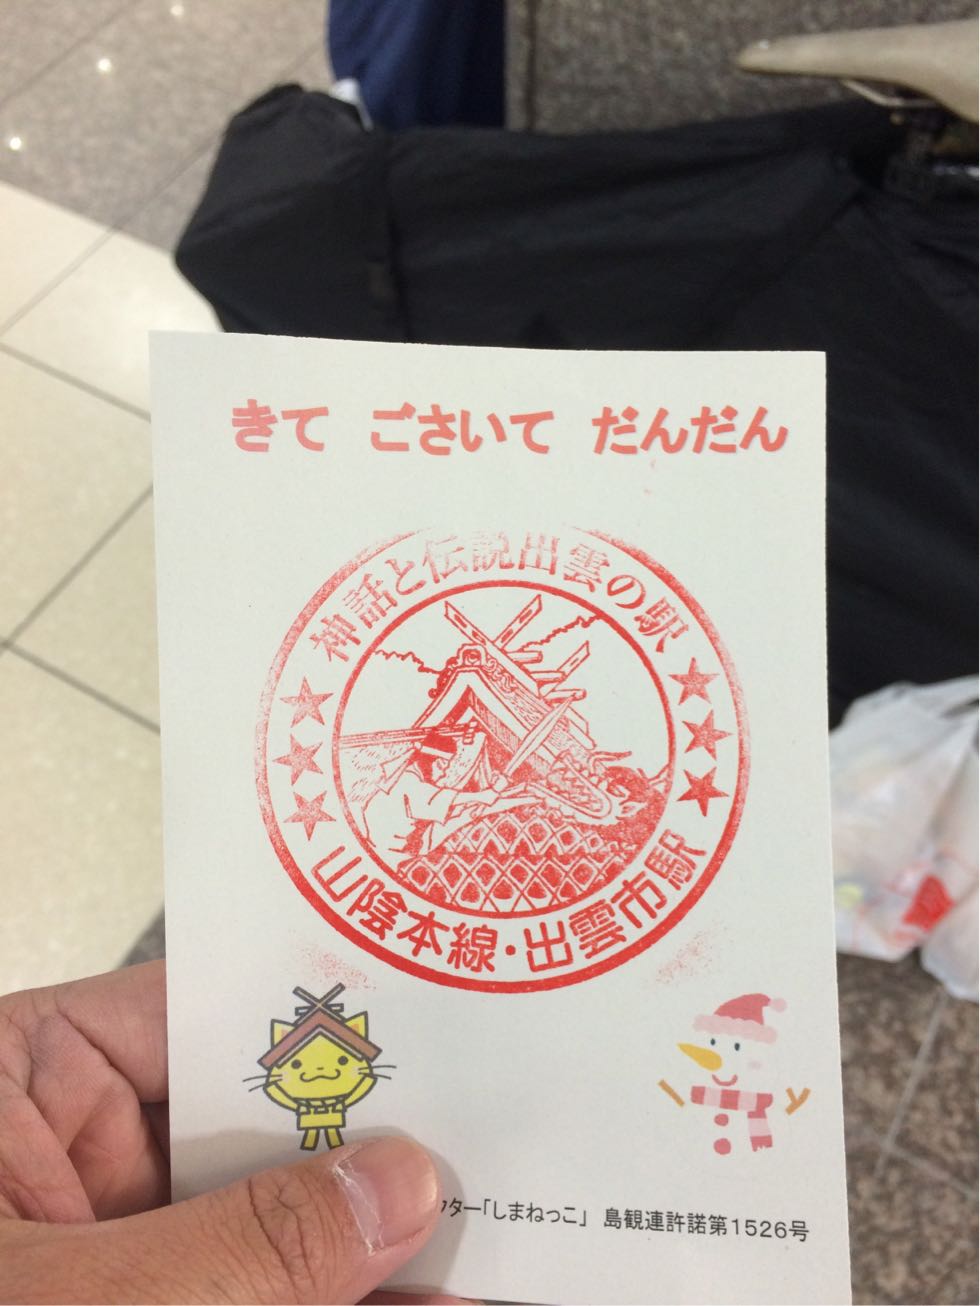 きて ごさいて だんだん
神話と伝説出雲の駅
山陰本線・出雲市駅
ター「しまねっこ」 島観連許諾第1526号